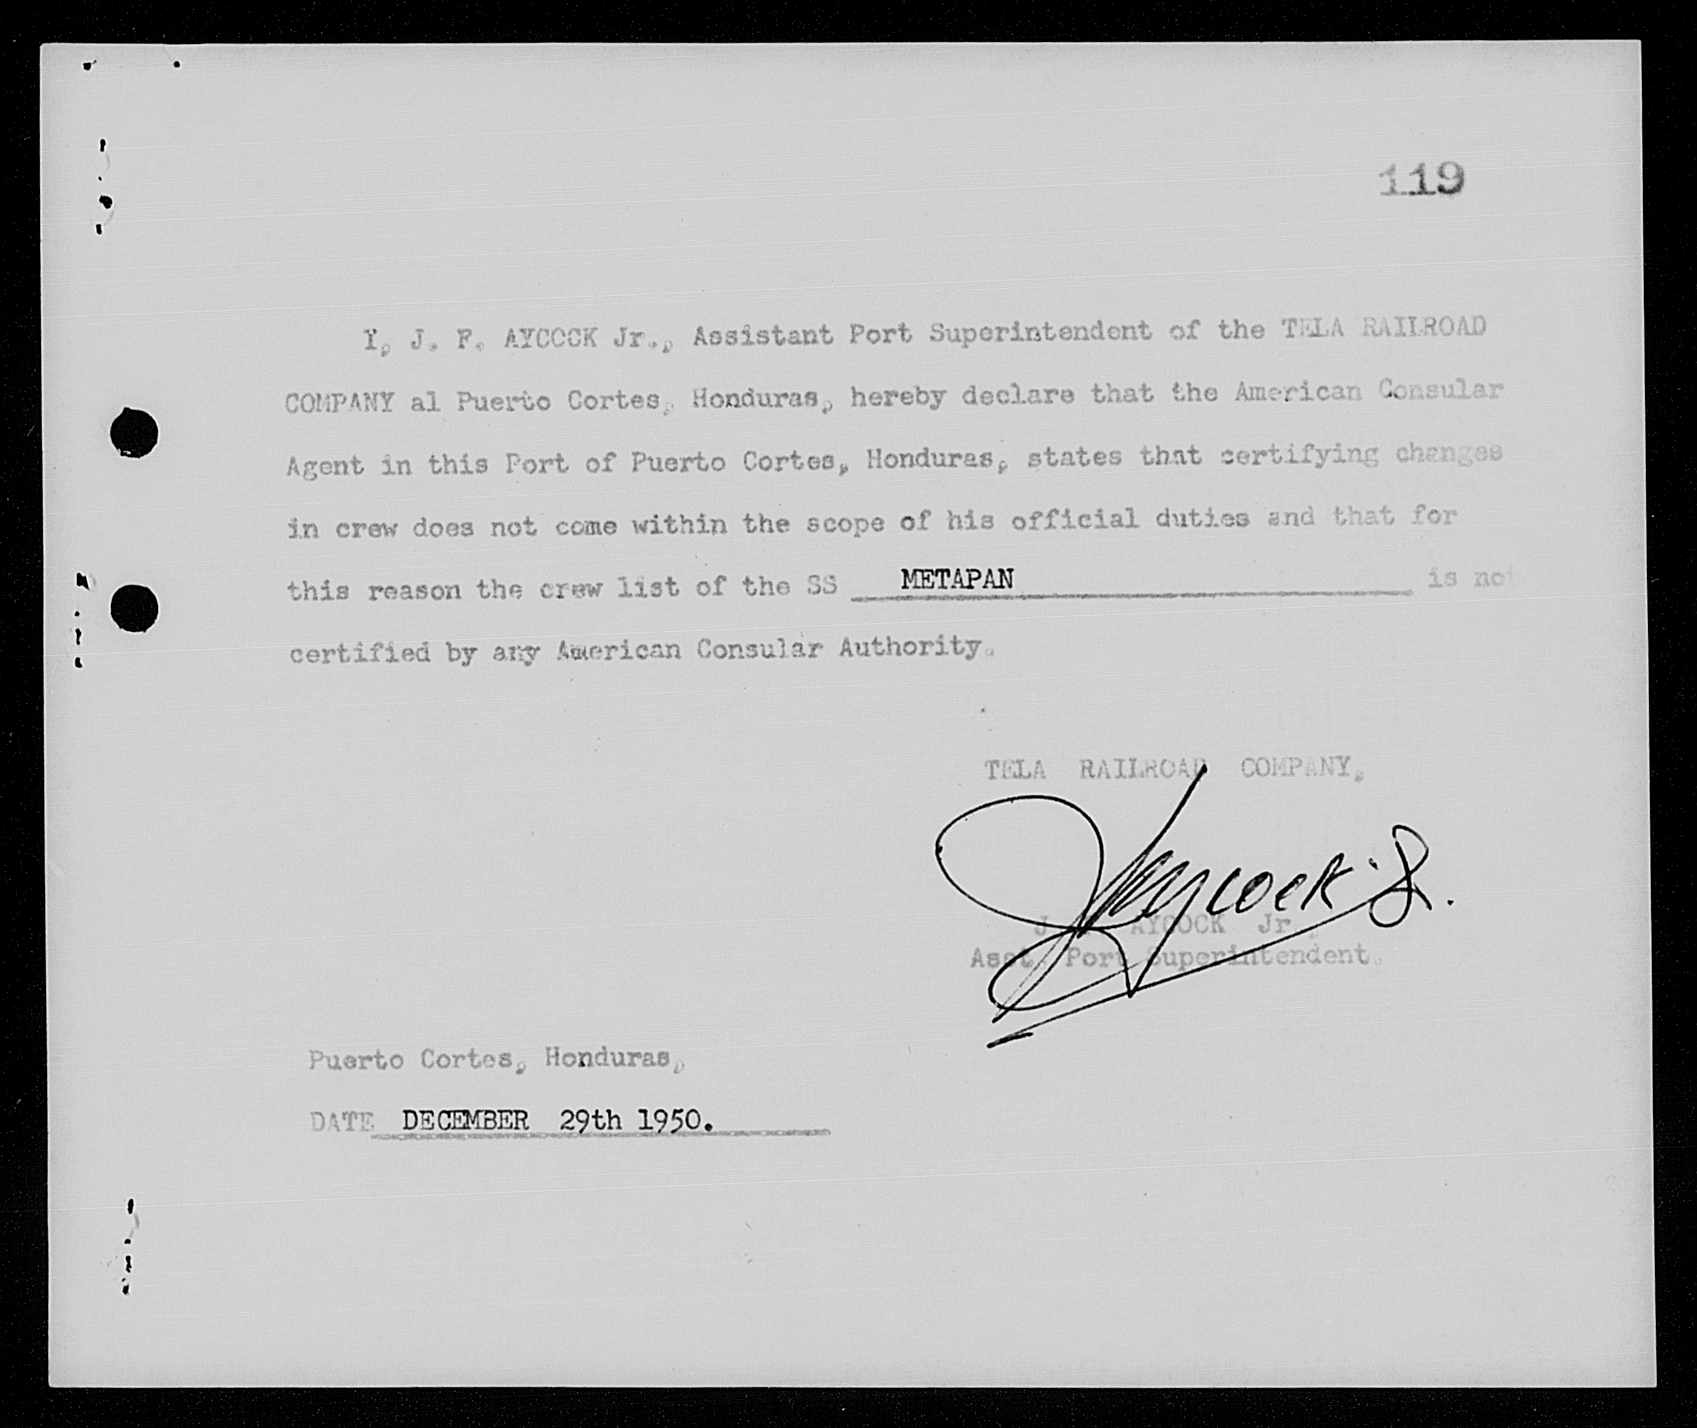 119
I, J. F. AYCOCK Jr., Assistant Port Superintendent of the TELA RAILROAD
COMPANY al Puerto Cortes, Honduras, hereby declare that the American Consular
Agent in this Port of Puerto Cortes, Honduras, states that certifying changes
in crew does not come within the scope of his official duties and that for
this reason the crew list of the SS METAPAN is not
certified by any American Consular Authority.
TELA RAILROAD COMPANY,
JFAycock Jr.
J. F. AYCOCK Jr.,
Asst. Port Superintendent.
Puerto Cortes, Honduras,
DATE DECEMBER 29th 1950.